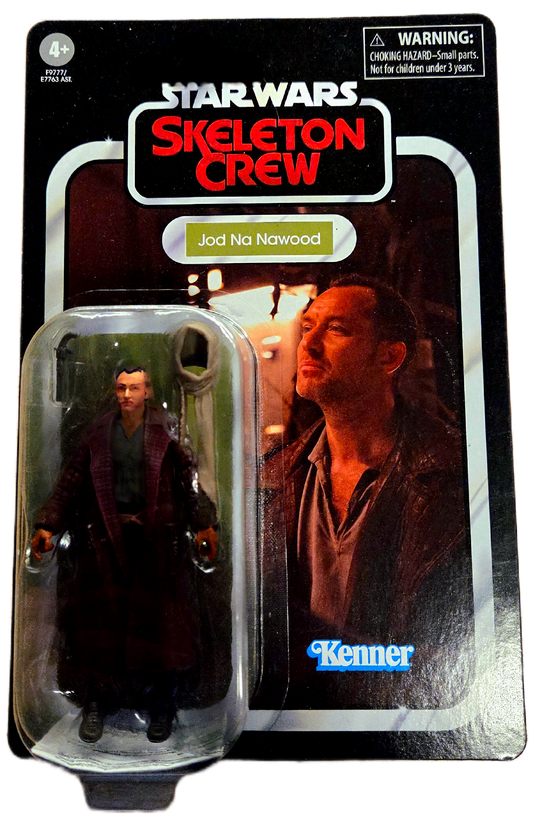 4+
F9777/
E7763 AST.
⚠ WARNING:
CHOKING HAZARD–Small parts.
Not for children under 3 years.
STAR WARS
SKELETON
CREW
Jod Na Nawood
Kenner